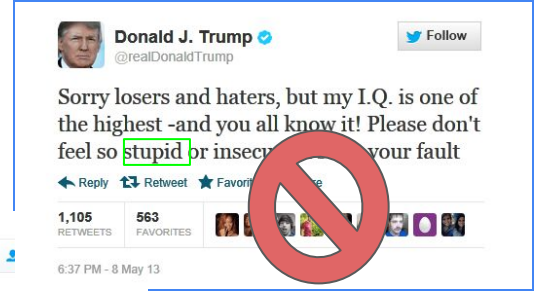 Donald J. Trump
Follow
@realDonaldTrump
Sorry losers and haters, but my I.Q. is one of
the highest -and you all know it! Please don't
feel so stupid or your fault
Reply Retweet
1,105 563
RETWEETS FAVORITES
6:37 PM - 8 May 13